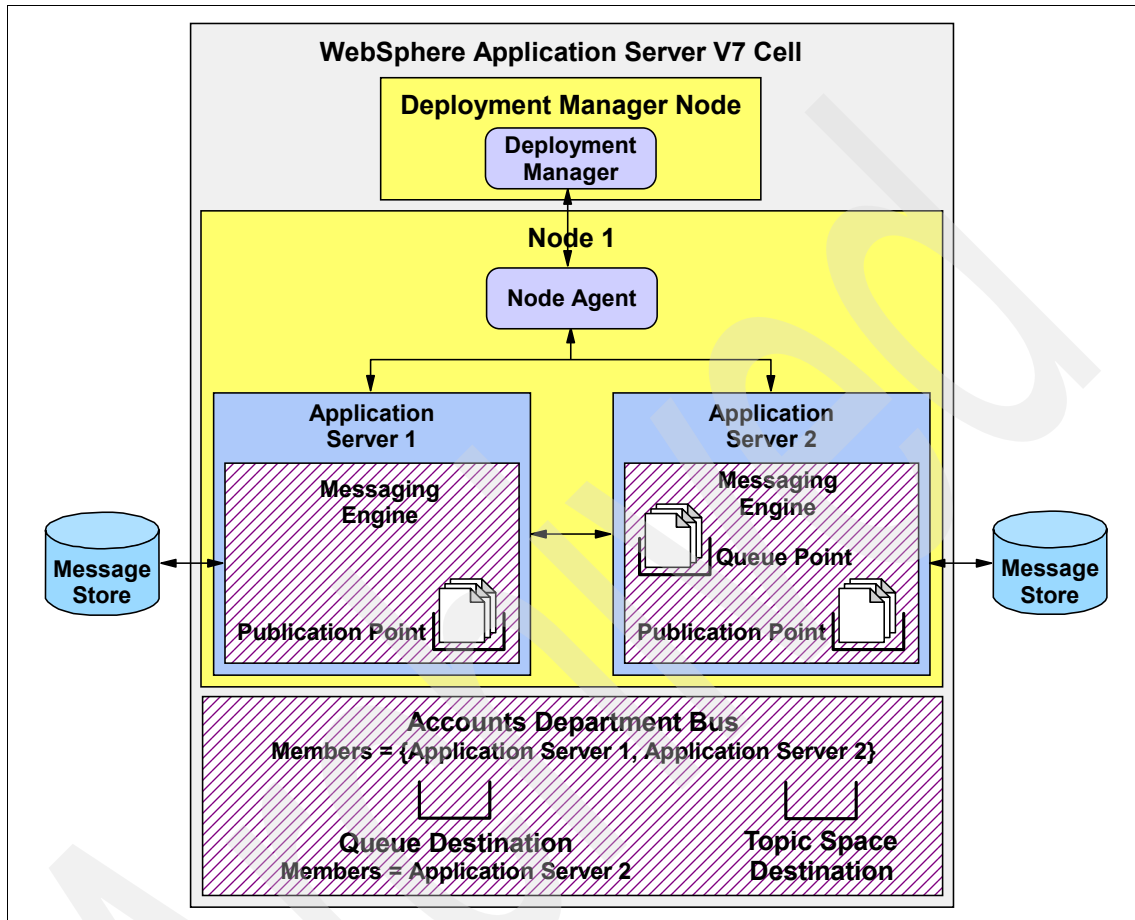 WebSphere Application Server V7 Cell
Deployment Manager Node
Deployment
Manager
Node 1
Node Agent
Application
Server 1
Application
Server 2
Messaging
Engine
Messaging
Engine
Queue Point
Message
Store
Message
Store
Publication Point
Publication Point
Accounts Department Bus
Members = {Application Server 1, Application Server 2}
Queue Destination
Members = Application Server 2
Topic Space
Destination